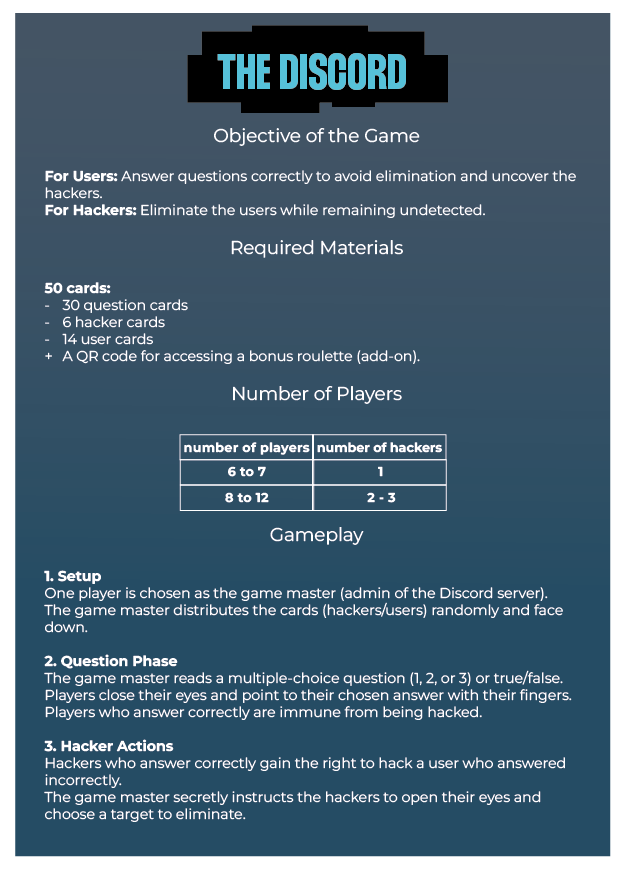 THE DISCORD
Objective of the Game
For Users: Answer questions correctly to avoid elimination and uncover the
hackers.
For Hackers: Eliminate the users while remaining undetected.
Required Materials
50 cards:
- 30 question cards
- 6 hacker cards
- 14 user cards
+ A QR code for accessing a bonus roulette (add-on).
Number of Players
number of players number of hackers
6 to 7 1
8 to 12 2 - 3
Gameplay
1. Setup
One player is chosen as the game master (admin of the Discord server).
The game master distributes the cards (hackers/users) randomly and face
down.
2. Question Phase
The game master reads a multiple-choice question (1, 2, or 3) or true/false.
Players close their eyes and point to their chosen answer with their fingers.
Players who answer correctly are immune from being hacked.
3. Hacker Actions
Hackers who answer correctly gain the right to hack a user who answered
incorrectly.
The game master secretly instructs the hackers to open their eyes and
choose a target to eliminate.